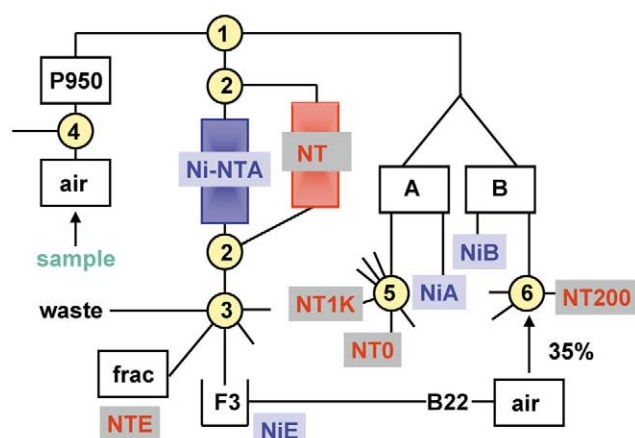 1
P950
2
4
Ni-NTA
NT
A
B
air
sample
2
NiB
NiA
waste
3
NT1K
5
6
NT200
NT0
35%
frac
F3
B22
air
NTE
NiE